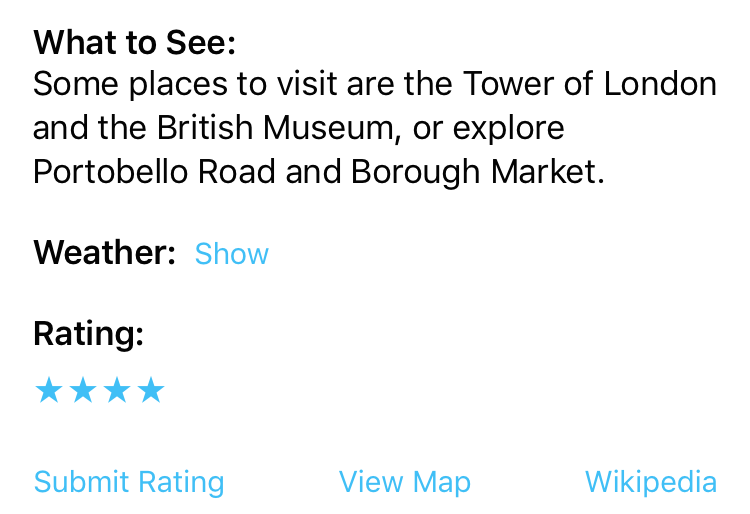 What to See:
Some places to visit are the Tower of London
and the British Museum, or explore
Portobello Road and Borough Market.
Weather: Show
Rating:
★★★★
Submit Rating View Map Wikipedia